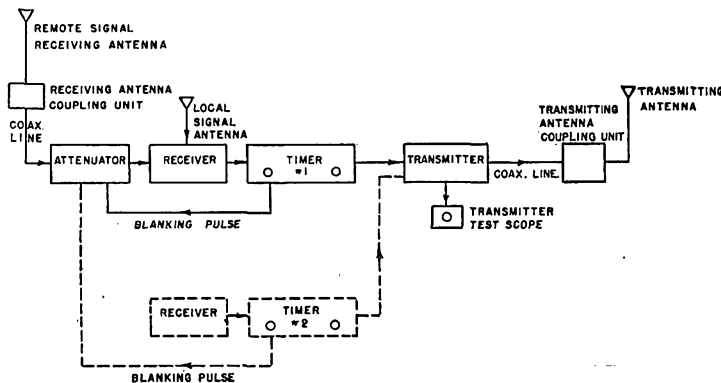 REMOTE SIGNAL
RECEIVING ANTENNA
RECEIVING ANTENNA
COUPLING UNIT
COAX.
LINE
LOCAL
SIGNAL
ANTENNA
TRANSMITTING
ANTENNA
TRANSMITTING
ANTENNA
COUPLING UNIT
ATTENUATOR
RECEIVER
TIMER
#1
TRANSMITTER
COAX. LINE
BLANKING PULSE
TRANSMITTER
TEST SCOPE
RECEIVER
TIMER
#2
BLANKING PULSE